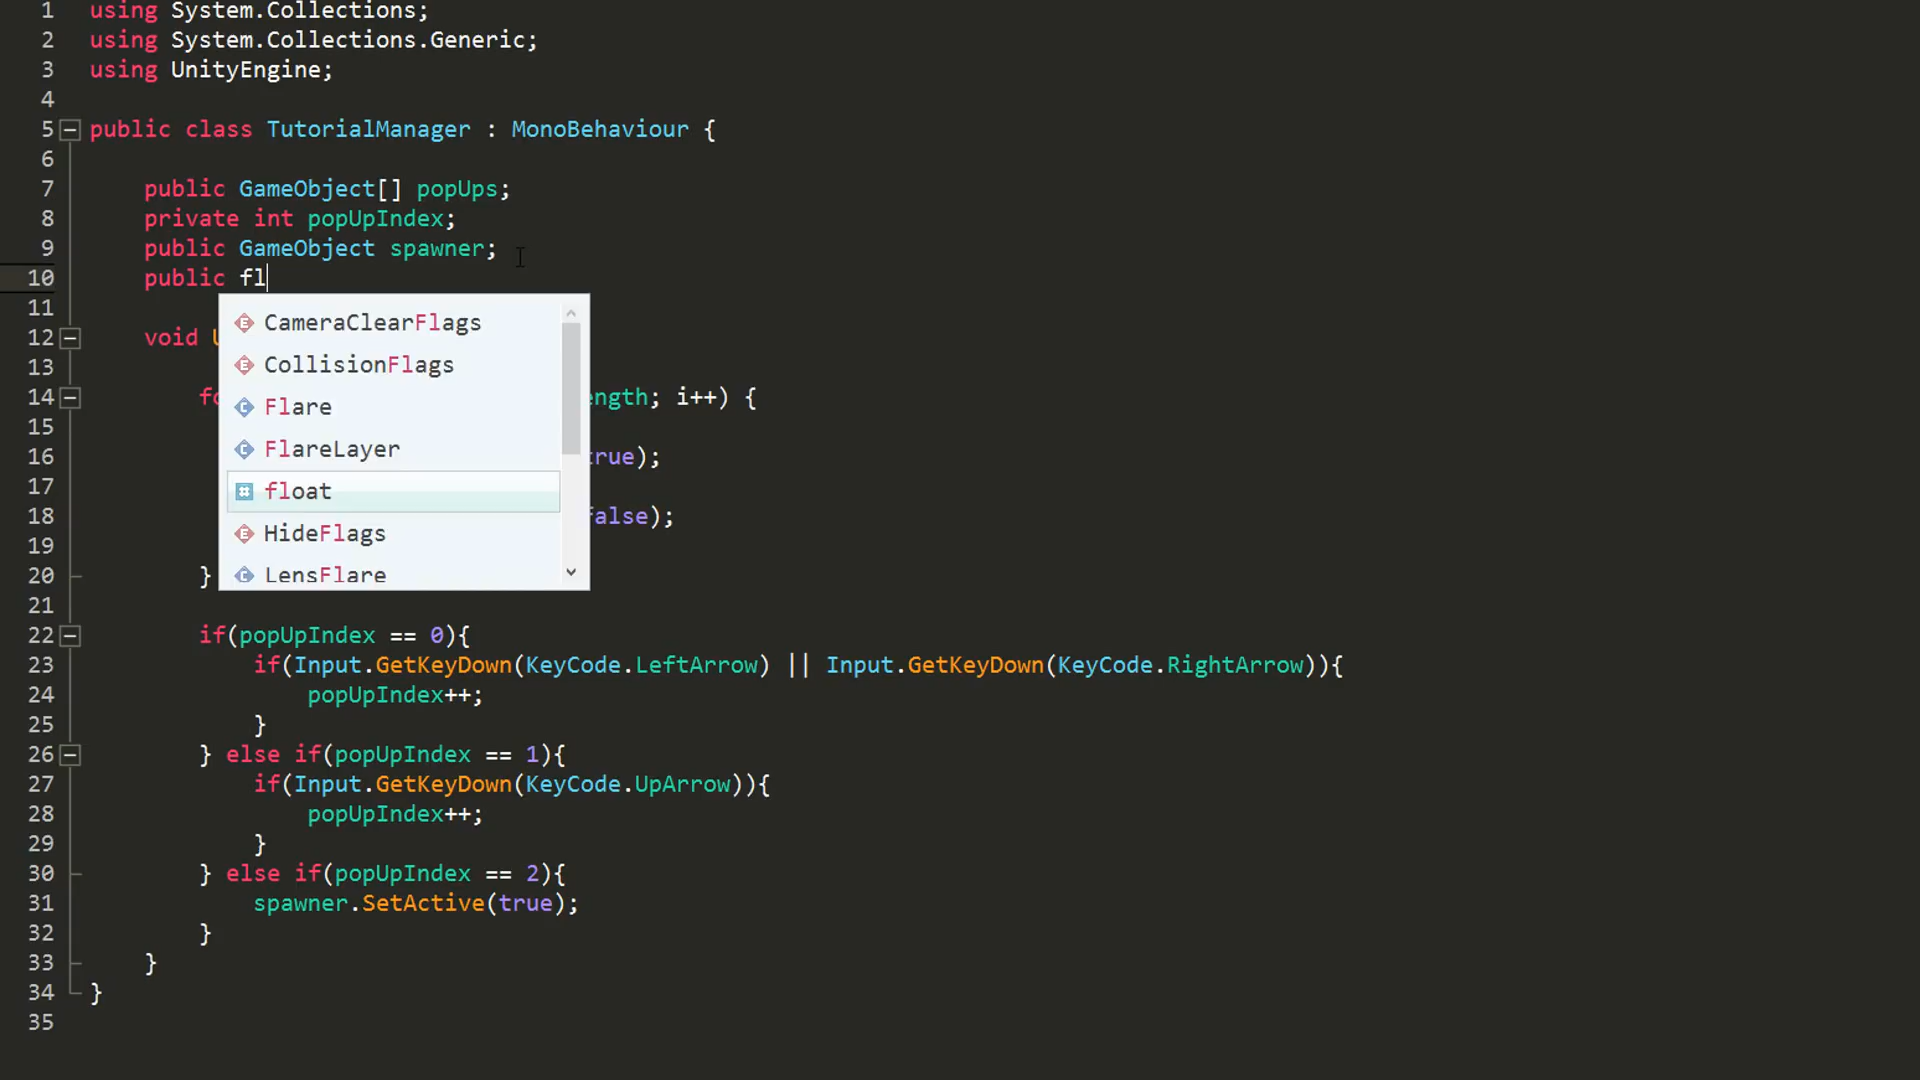 1 using System.Collections;
2 using System.Collections.Generic;
3 using UnityEngine;
4
5 public class TutorialManager : MonoBehaviour {
6
7 public GameObject[] popUps;
8 private int popUpIndex;
9 public GameObject spawner;
10 public fl
11
CameraClearFlags
12 void
13
CollisionFlags
14 ; i++) {
Flare
15
FlareLayer
16 );
17
float
18 );
HideFlags
19
LensFlare
20 }
21
22 if(popUpIndex == 0){
23 if(Input.GetKeyDown(KeyCode.LeftArrow) || Input.GetKeyDown(KeyCode.RightArrow)){
24 popUpIndex++;
25 }
26 } else if(popUpIndex == 1){
27 if(Input.GetKeyDown(KeyCode.UpArrow)){
28 popUpIndex++;
29 }
30 } else if(popUpIndex == 2){
31 spawner.SetActive(true);
32 }
33 }
34 }
35